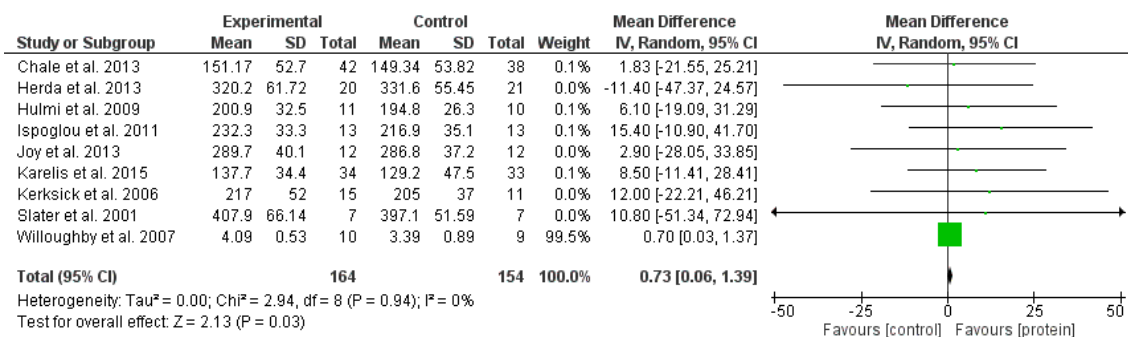 Experimental Control Mean Difference Mean Difference
Study or Subgroup Mean SD Total Mean SD Total Weight IV, Random, 95% CI IV, Random, 95% CI
Chale et al. 2013 151.17 52.7 42 149.34 53.82 38 0.1% 1.83 [-21.55, 25.21]
Herda et al. 2013 320.2 61.72 20 331.6 55.45 21 0.0% -11.40 [-47.37, 24.57]
Hulmi et al. 2009 200.9 32.5 11 194.8 26.3 10 0.1% 6.10 [-19.09, 31.29]
Ispoglou et al. 2011 232.3 33.3 13 216.9 35.1 13 0.1% 15.40 [-10.90, 41.70]
Joy et al. 2013 289.7 40.1 12 286.8 37.2 12 0.0% 2.90 [-28.05, 33.85]
Karelis et al. 2015 137.7 34.4 34 129.2 47.5 33 0.1% 8.50 [-11.41, 28.41]
Kerksick et al. 2006 217 52 15 205 37 11 0.0% 12.00 [-22.21, 46.21]
Slater et al. 2001 407.9 66.14 7 397.1 51.59 7 0.0% 10.80 [-51.34, 72.94]
Willoughby et al. 2007 4.09 0.53 10 3.39 0.89 9 99.5% 0.70 [0.03, 1.37]
Total (95% CI) 164 154 100.0% 0.73 [0.06, 1.39]
Heterogeneity: Tau² = 0.00; Chi² = 2.94, df = 8 (P = 0.94); I² = 0%
Test for overall effect: Z = 2.13 (P = 0.03)
-50 -25 0 25 50
Favours [control] Favours [protein]